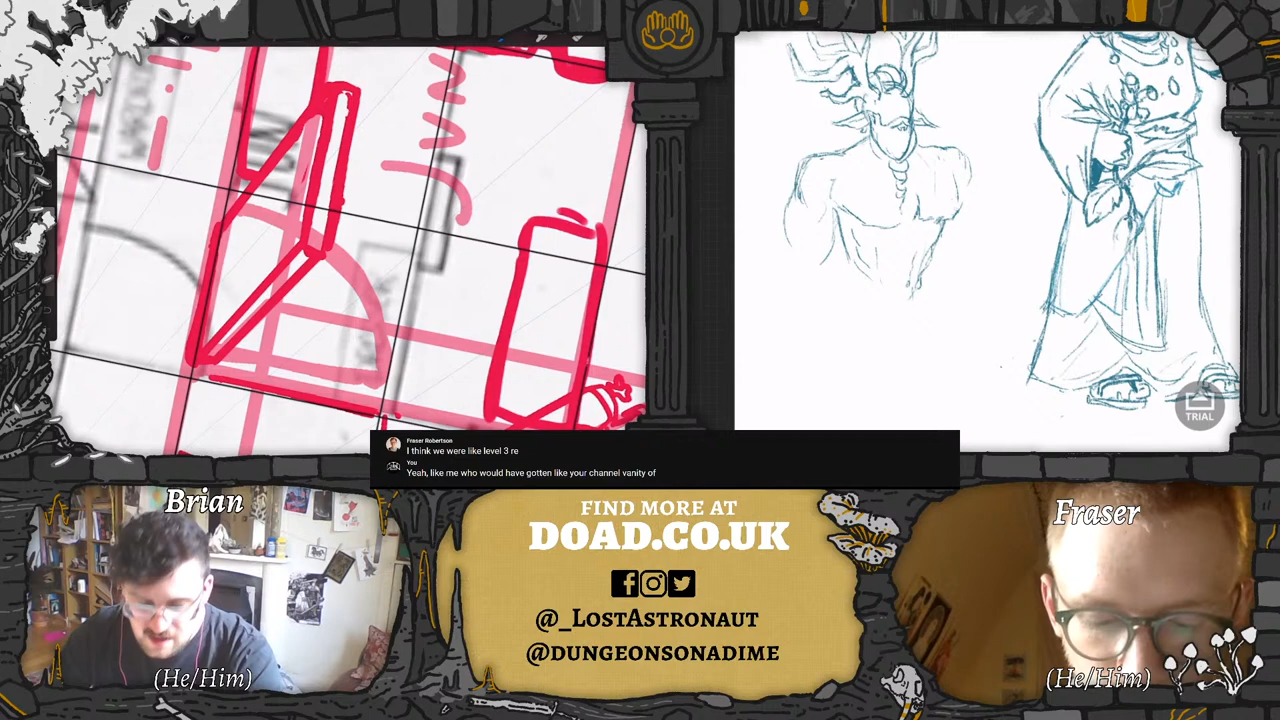 TRIAL
Fraser Robertson
I think we were like level 3 re
You
Yeah, like me who would have gotten like your channel vanity of
Brian
FIND MORE AT
DOAD.CO.UK
@_LostAstronaut
@dungeonsonadime
(He/Him)
Fraser
(He/Him)